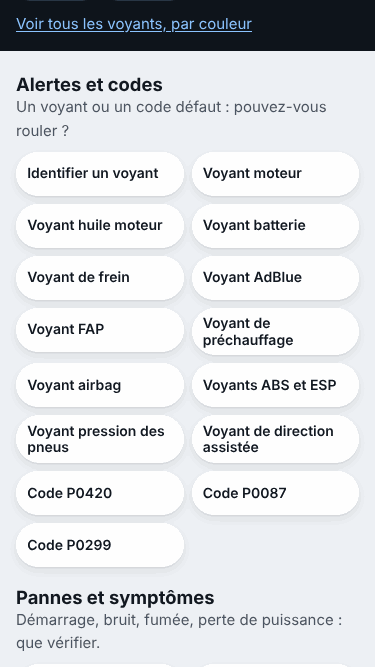 Voir tous les voyants, par couleur
Alertes et codes
Un voyant ou un code défaut : pouvez-vous
rouler ?
Identifier un voyant
Voyant moteur
Voyant huile moteur
Voyant batterie
Voyant de frein
Voyant AdBlue
Voyant FAP
Voyant de
préchauffage
Voyant airbag
Voyants ABS et ESP
Voyant pression des
pneus
Voyant de direction
assistée
Code P0420
Code P0087
Code P0299
Pannes et symptômes
Démarrage, bruit, fumée, perte de puissance :
que vérifier.